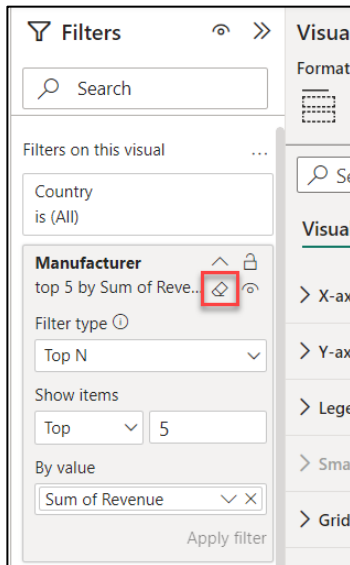 Filters
Search
Filters on this visual
...
Country
is (All)
Manufacturer
top 5 by Sum of Reve...
Filter type
Top N
Show items
Top 5
By value
Sum of Revenue
Apply filter
Visua
Format
Se
Visua
X-ax
Y-ax
Lege
Sma
Grid